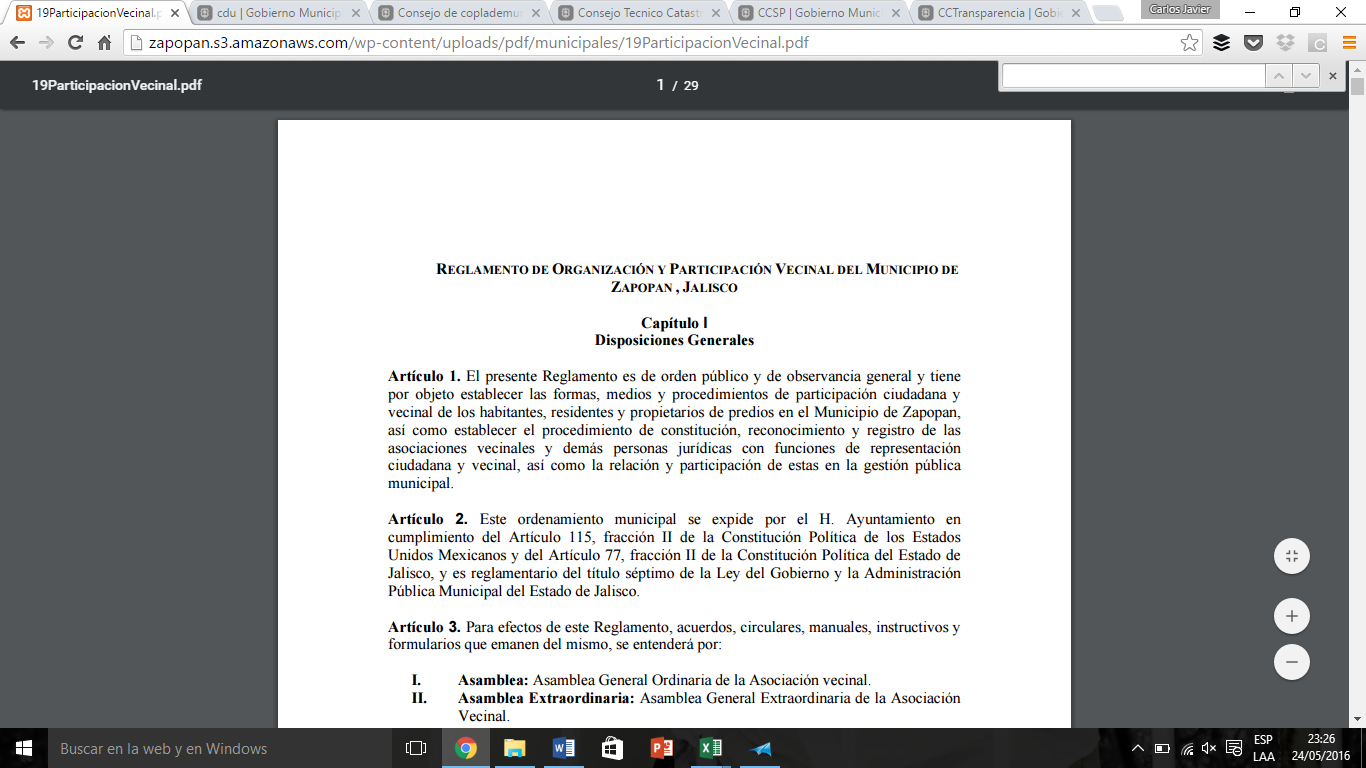 19ParticipacionVecinal.p
cdu | Gobierno Municip
Consejo de coplademu
Consejo Tecnico Catast
CCSP | Gobierno Munic
CCTransparencia | Gobi
Carlos Javier
zapopan.s3.amazonaws.com/wp-content/uploads/pdf/municipales/19ParticipacionVecinal.pdf
19ParticipacionVecinal.pdf
1 / 29
REGLAMENTO DE ORGANIZACIÓN Y PARTICIPACIÓN VECINAL DEL MUNICIPIO DE
ZAPOPAN , JALISCO
Capítulo I
Disposiciones Generales
Artículo 1. El presente Reglamento es de orden público y de observancia general y tiene
por objeto establecer las formas, medios y procedimientos de participación ciudadana y
vecinal de los habitantes, residentes y propietarios de predios en el Municipio de Zapopan,
así como establecer el procedimiento de constitución, reconocimiento y registro de las
asociaciones vecinales y demás personas jurídicas con funciones de representación
ciudadana y vecinal, así como la relación y participación de estas en la gestión pública
municipal.
Artículo 2. Este ordenamiento municipal se expide por el H. Ayuntamiento en
cumplimiento del Artículo 115, fracción II de la Constitución Política de los Estados
Unidos Mexicanos y del Artículo 77, fracción II de la Constitución Política del Estado de
Jalisco, y es reglamentario del título séptimo de la Ley del Gobierno y la Administración
Pública Municipal del Estado de Jalisco.
Artículo 3. Para efectos de este Reglamento, acuerdos, circulares, manuales, instructivos y
formularios que emanen del mismo, se entenderá por:
I. Asamblea: Asamblea General Ordinaria de la Asociación vecinal.
II. Asamblea Extraordinaria: Asamblea General Extraordinaria de la Asociación
Vecinal.
Buscar en la web y en Windows
ESP
LAA
23:26
24/05/2016